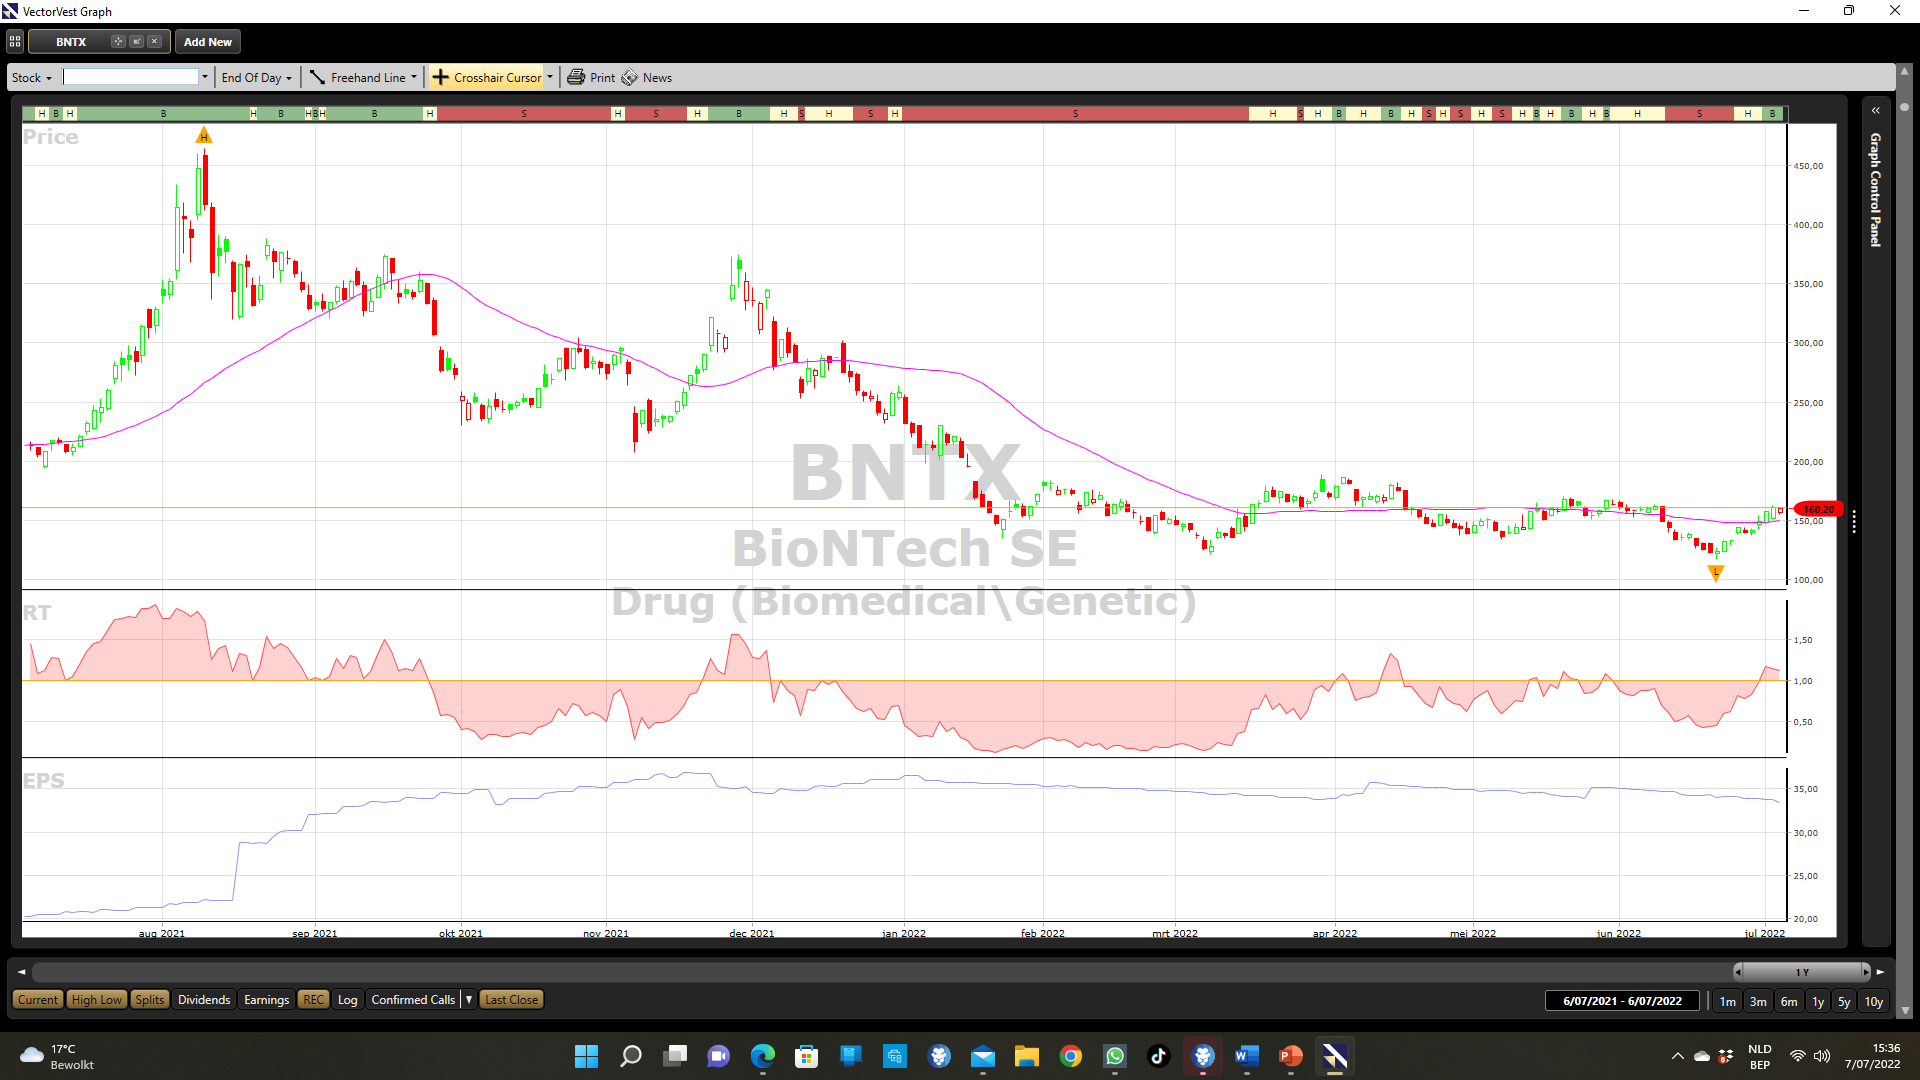 VectorVest Graph
BNTX
Add New
Stock
End Of Day
Freehand Line
Crosshair Cursor
Print
News
H B H B H B H B H B H S H S H B H S H S H S H S H B H B H S H S H S H B H B H B H S H B
Price
H
450,00
400,00
350,00
300,00
250,00
200,00
160,20
150,00
100,00
L
BNTX
BioNTech SE
Drug (Biomedical\Genetic)
RT
1,50
1,00
0,50
EPS
35,00
30,00
25,00
20,00
aug 2021 sep 2021 okt 2021 nov 2021 dec 2021 jan 2022 feb 2022 mrt 2022 apr 2022 mei 2022 jun 2022 jul 2022
Graph Control Panel
1 Y
Current High Low Splits Dividends Earnings REC Log Confirmed Calls Last Close
6/07/2021 - 6/07/2022
1m 3m 6m 1y 5y 10y
17°C
Bewolkt
NLD
BEP
15:36
7/07/2022